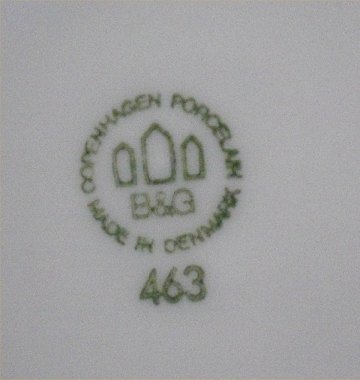 COPENHAGEN PORCELAIN
B&G
MADE IN DENMARK
463